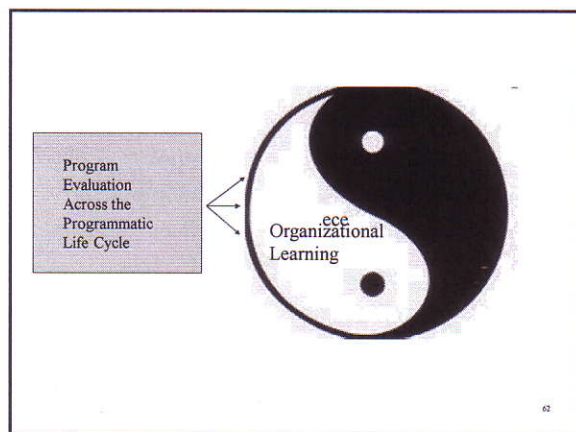 Program
Evaluation
Across the
Programmatic
Life Cycle
.ece
Organizational
Learning
62